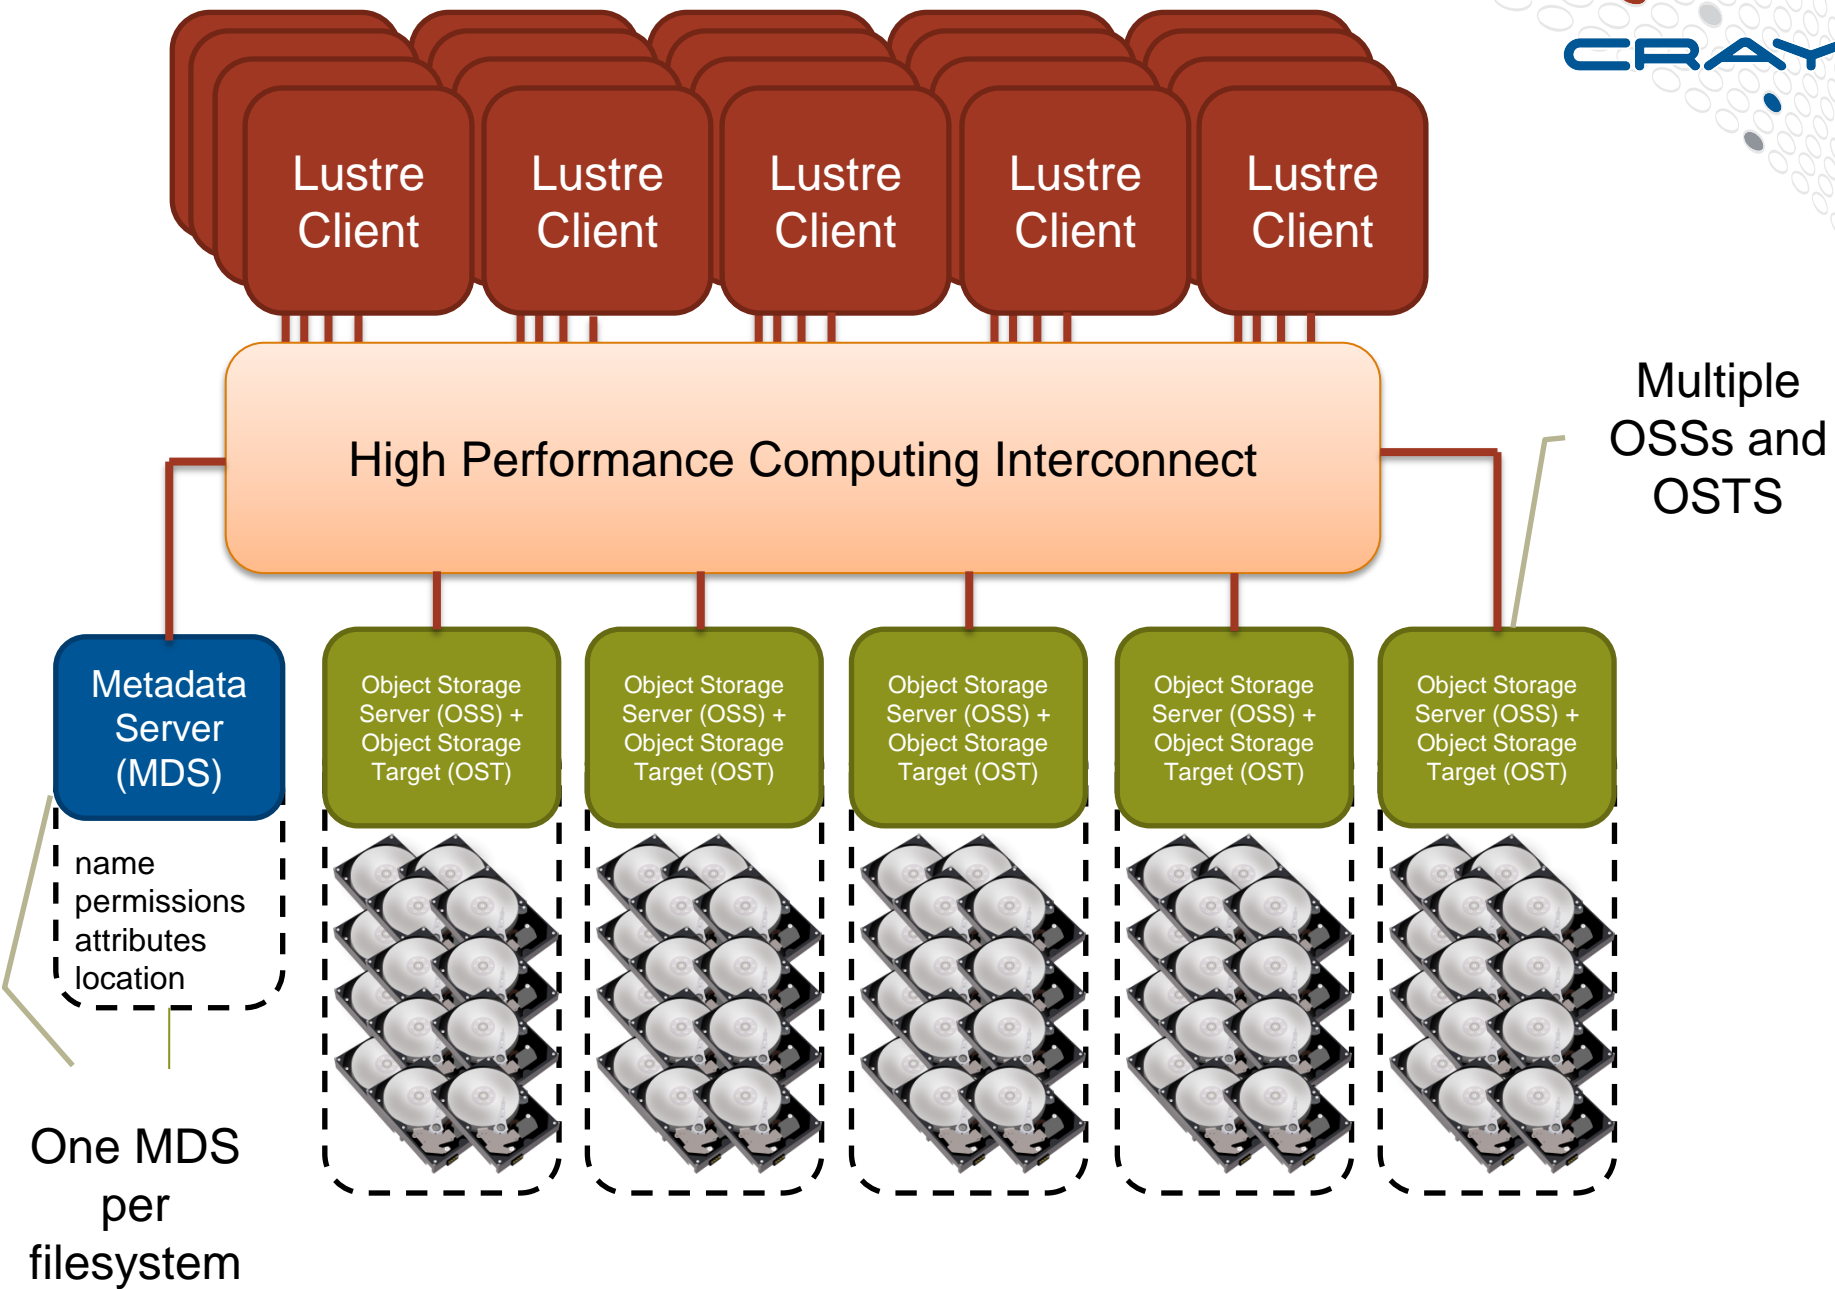 CRAY
Lustre
Client
Lustre
Client
Lustre
Client
Lustre
Client
Lustre
Client
High Performance Computing Interconnect
Multiple
OSSs and
OSTS
Metadata
Server
(MDS)
name
permissions
attributes
location
Object Storage
Server (OSS) +
Object Storage
Target (OST)
Object Storage
Server (OSS) +
Object Storage
Target (OST)
Object Storage
Server (OSS) +
Object Storage
Target (OST)
Object Storage
Server (OSS) +
Object Storage
Target (OST)
Object Storage
Server (OSS) +
Object Storage
Target (OST)
One MDS
per
filesystem